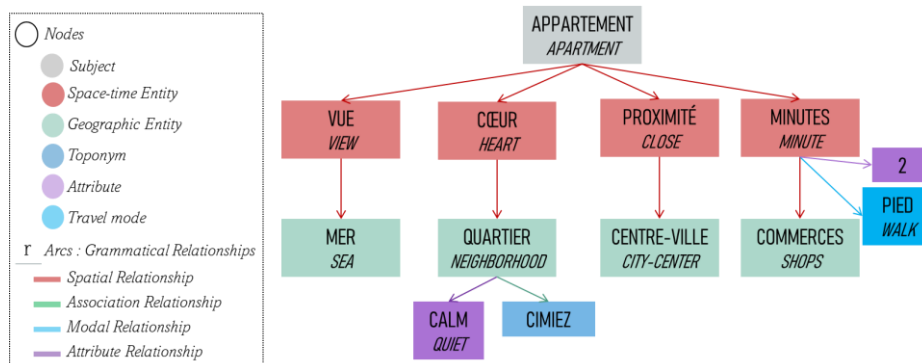 Nodes
Subject
Space-time Entity
Geographic Entity
Toponym
Attribute
Travel mode
r Arcs : Grammatical Relationships
Spatial Relationship
Association Relationship
Modal Relationship
Attribute Relationship
APPARTEMENT
APARTMENT
VUE
VIEW
CŒUR
HEART
PROXIMITÉ
CLOSE
MINUTES
MINUTE
2
PIED
WALK
MER
SEA
QUARTIER
NEIGHBORHOOD
CENTRE-VILLE
CITY-CENTER
COMMERCES
SHOPS
CALM
QUIET
CIMIEZ